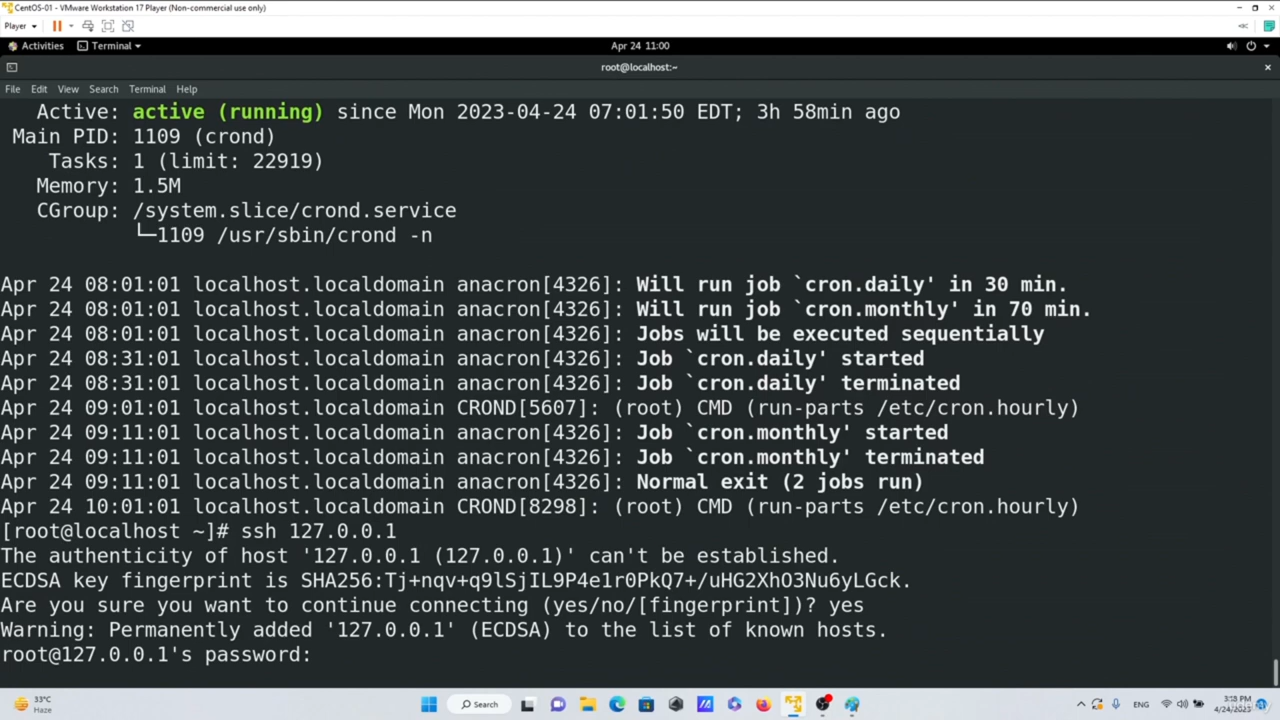 CentOS-01 - VMware Workstation 17 Player (Non-commercial use only)
Player
Activities Terminal Apr 24 11:00
root@localhost:~
File Edit View Search Terminal Help
Active: active (running) since Mon 2023-04-24 07:01:50 EDT; 3h 58min ago
Main PID: 1109 (crond)
Tasks: 1 (limit: 22919)
Memory: 1.5M
CGroup: /system.slice/crond.service
└─1109 /usr/sbin/crond -n
Apr 24 08:01:01 localhost.localdomain anacron[4326]: Will run job `cron.daily' in 30 min.
Apr 24 08:01:01 localhost.localdomain anacron[4326]: Will run job `cron.monthly' in 70 min.
Apr 24 08:01:01 localhost.localdomain anacron[4326]: Jobs will be executed sequentially
Apr 24 08:31:01 localhost.localdomain anacron[4326]: Job `cron.daily' started
Apr 24 08:31:01 localhost.localdomain anacron[4326]: Job `cron.daily' terminated
Apr 24 09:01:01 localhost.localdomain CROND[5607]: (root) CMD (run-parts /etc/cron.hourly)
Apr 24 09:11:01 localhost.localdomain anacron[4326]: Job `cron.monthly' started
Apr 24 09:11:01 localhost.localdomain anacron[4326]: Job `cron.monthly' terminated
Apr 24 09:11:01 localhost.localdomain anacron[4326]: Normal exit (2 jobs run)
Apr 24 10:01:01 localhost.localdomain CROND[8298]: (root) CMD (run-parts /etc/cron.hourly)
[root@localhost ~]# ssh 127.0.0.1
The authenticity of host '127.0.0.1 (127.0.0.1)' can't be established.
ECDSA key fingerprint is SHA256:Tj+nqv+q9lSjIL9P4e1r0PkQ7+/uHG2XhO3Nu6yLGck.
Are you sure you want to continue connecting (yes/no/[fingerprint])? yes
Warning: Permanently added '127.0.0.1' (ECDSA) to the list of known hosts.
root@127.0.0.1's password:
33°C
Haze
Search
ENG
3:18 PM
4/24/2023